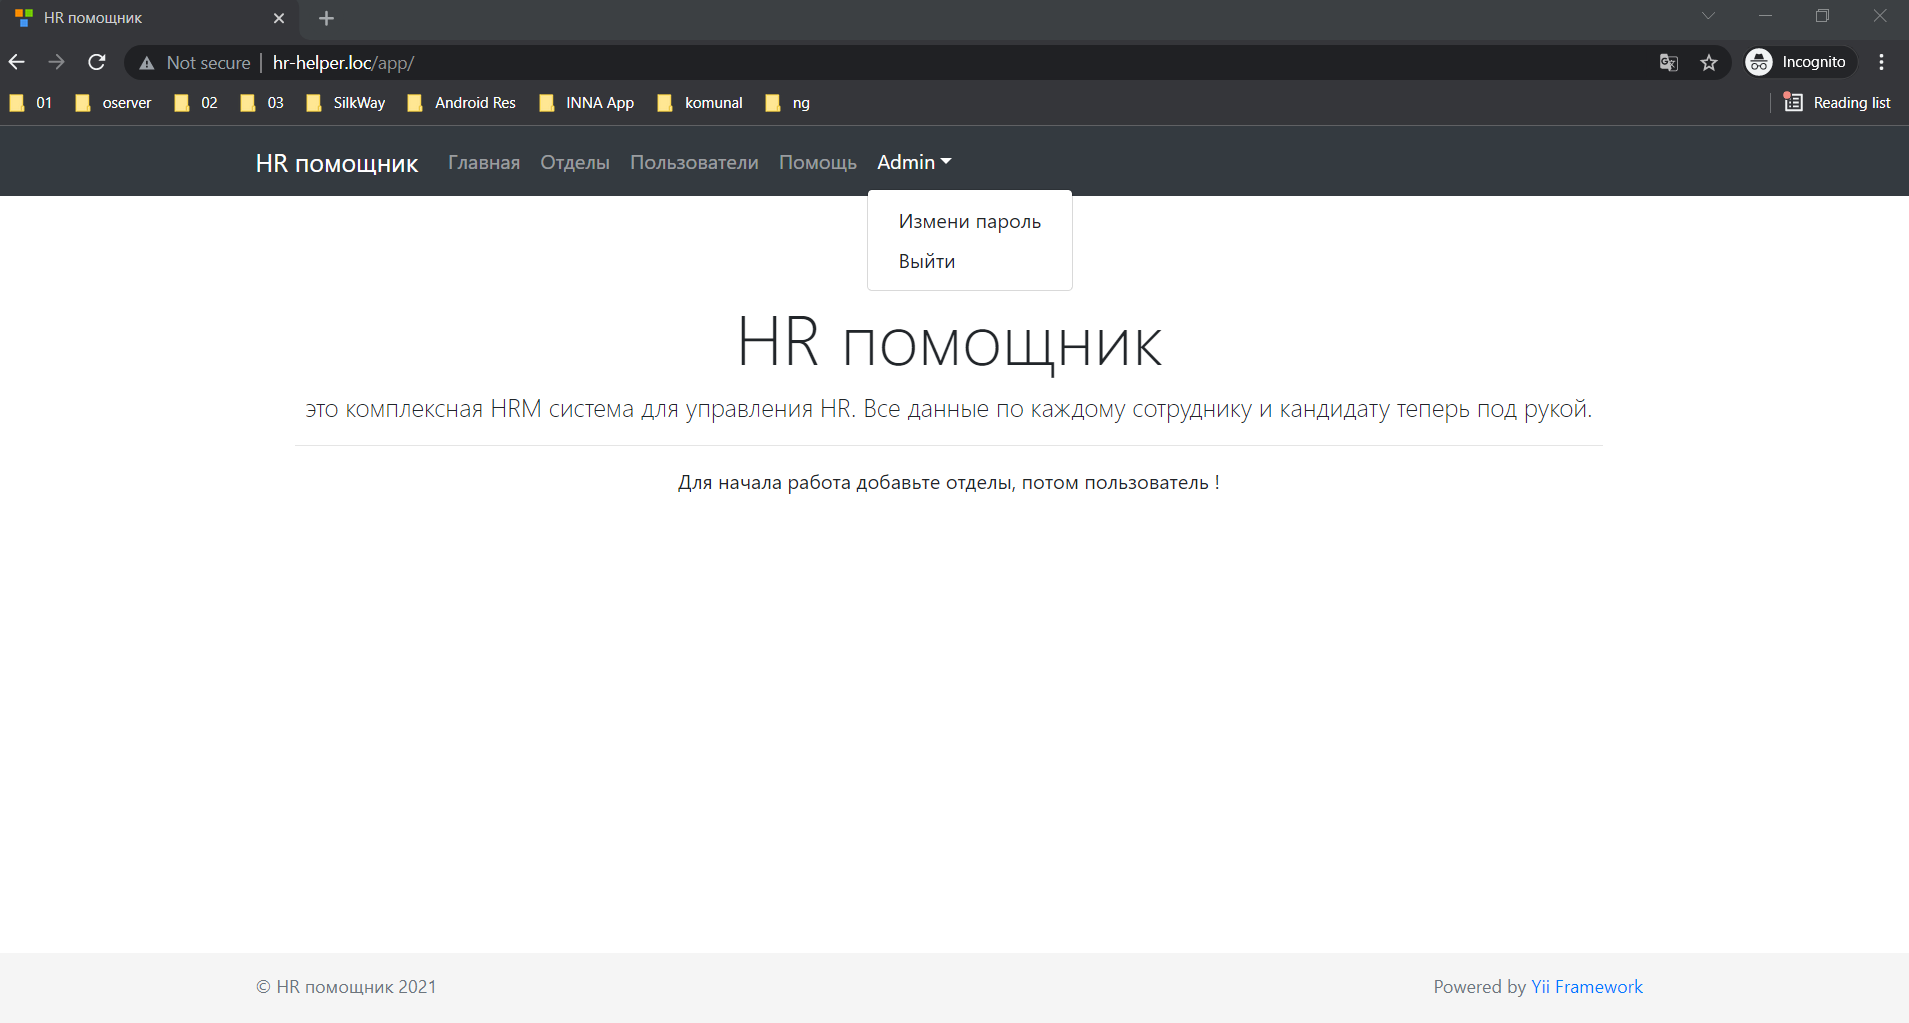 HR помощник
Not secure hr-helper.loc/app/ Incognito
01 oserver 02 03 SilkWay Android Res INNA App komunal ng Reading list
HR помощник Главная Отделы Пользователи Помощь Admin
Измени пароль
Выйти
HR помощник
это комплексная HRM система для управления HR. Все данные по каждому сотруднику и кандидату теперь под рукой.
Для начала работа добавьте отделы, потом пользователь !
© HR помощник 2021 Powered by Yii Framework